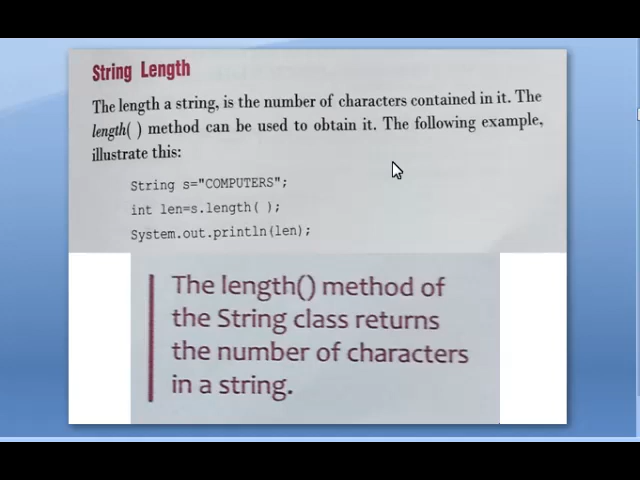 String Length
The length a string, is the number of characters contained in it. The
length( ) method can be used to obtain it. The following example,
illustrate this:
String s="COMPUTERS";
int len=s.length( );
System.out.println(len);
The length() method of
the String class returns
the number of characters
in a string.